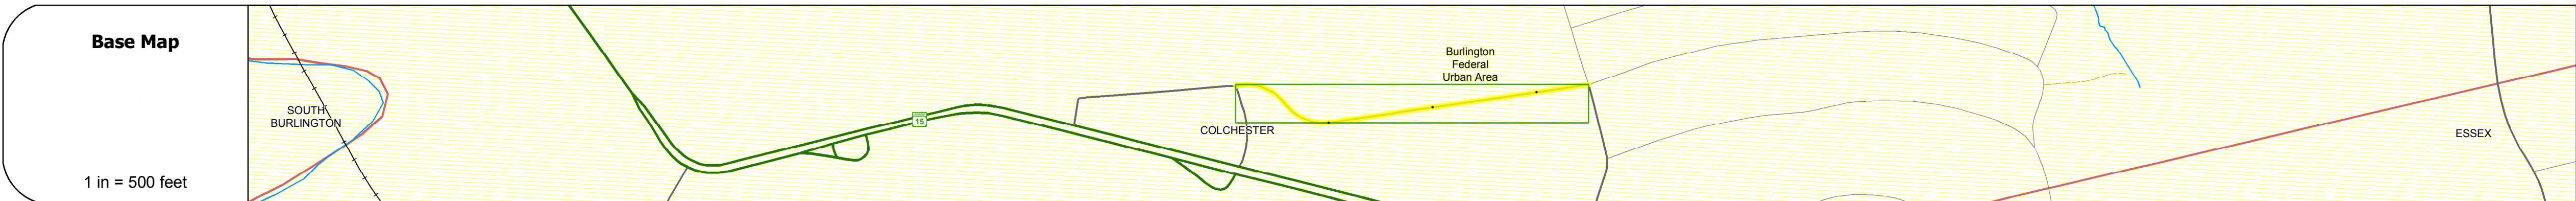 Base Map
1 in = 500 feet
SOUTH
BURLINGTON
15
COLCHESTER
Burlington
Federal
Urban Area
ESSEX